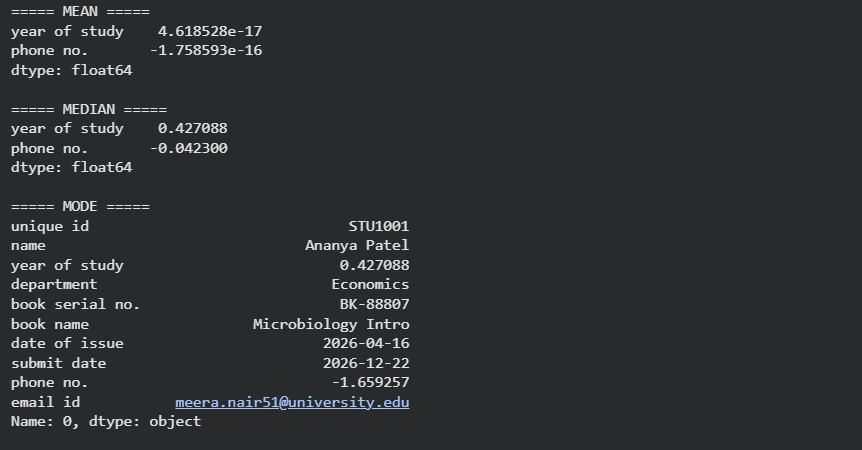 ===== MEAN =====
year of study    4.618528e-17
phone no.       -1.758593e-16
dtype: float64

===== MEDIAN =====
year of study    0.427088
phone no.       -0.042300
dtype: float64

===== MODE =====
unique id                              STU1001
name                              Ananya Patel
year of study                         0.427088
department                           Economics
book serial no.                       BK-88807
book name                   Microbiology Intro
date of issue                       2026-04-16
submit date                         2026-12-22
phone no.                            -1.659257
email id           meera.nair51@university.edu
Name: 0, dtype: object